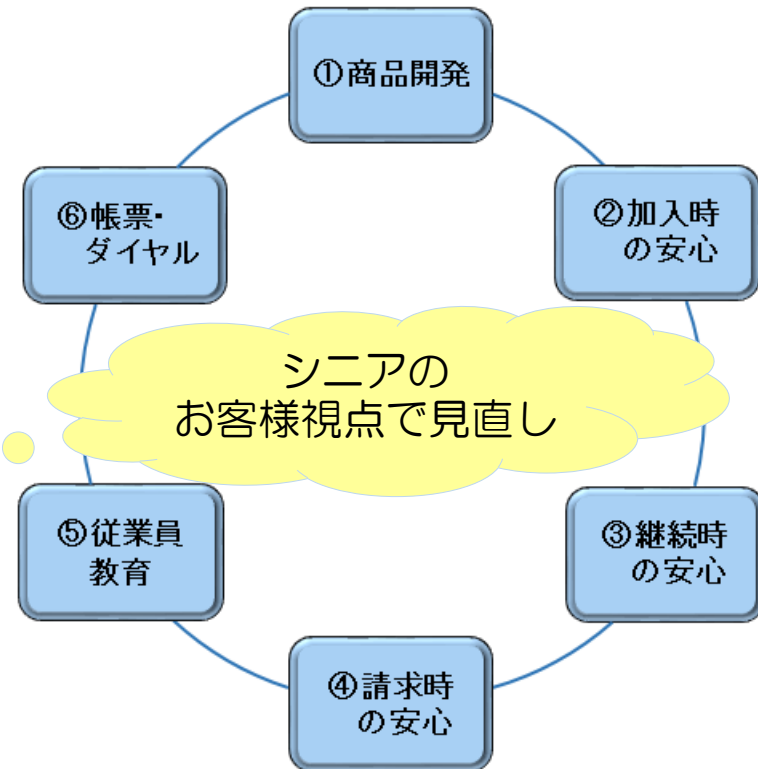 ①商品開発
②加入時
の安心
③継続時
の安心
④請求時
の安心
⑤従業員
教育
⑥帳票・
ダイヤル
シニアの
お客様視点で見直し